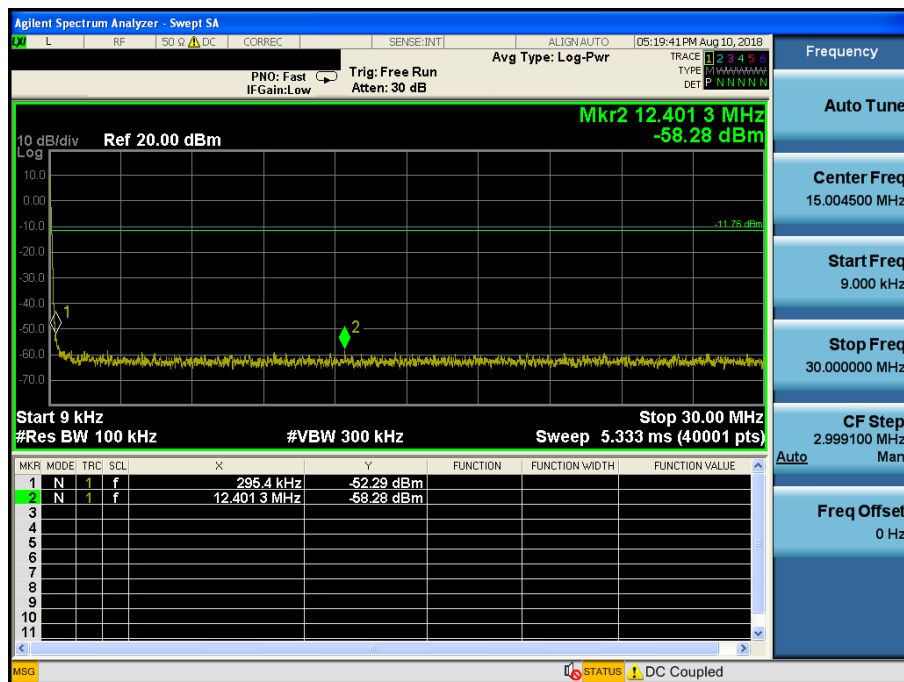 Agilent Spectrum Analyzer - Swept SA
LXI L RF 50 Ω DC CORREC SENSE:INT ALIGN AUTO 05:19:41 PM Aug 10, 2018
PNO: Fast
IFGain:Low
Trig: Free Run
Atten: 30 dB
Avg Type: Log-Pwr
TRACE 1 2 3 4 5 6
TYPE M WWWWW
DET P N N N N N
Mkr2 12.401 3 MHz
-58.28 dBm
10 dB/div Ref 20.00 dBm
Log
10.0
0.00
-10.0
-11.76 dBm
-20.0
-30.0
-40.0
1
-50.0
2
-60.0
-70.0
Start 9 kHz Stop 30.00 MHz
#Res BW 100 kHz #VBW 300 kHz Sweep 5.333 ms (40001 pts)
MKR MODE TRC SCL X Y FUNCTION FUNCTION WIDTH FUNCTION VALUE
1 N 1 f 295.4 kHz -52.29 dBm
2 N 1 f 12.401 3 MHz -58.28 dBm
3
4
5
6
7
8
9
10
11
MSG STATUS DC Coupled
Frequency
Auto Tune
Center Freq
15.004500 MHz
Start Freq
9.000 kHz
Stop Freq
30.000000 MHz
CF Step
2.999100 MHz
Auto Man
Freq Offset
0 Hz